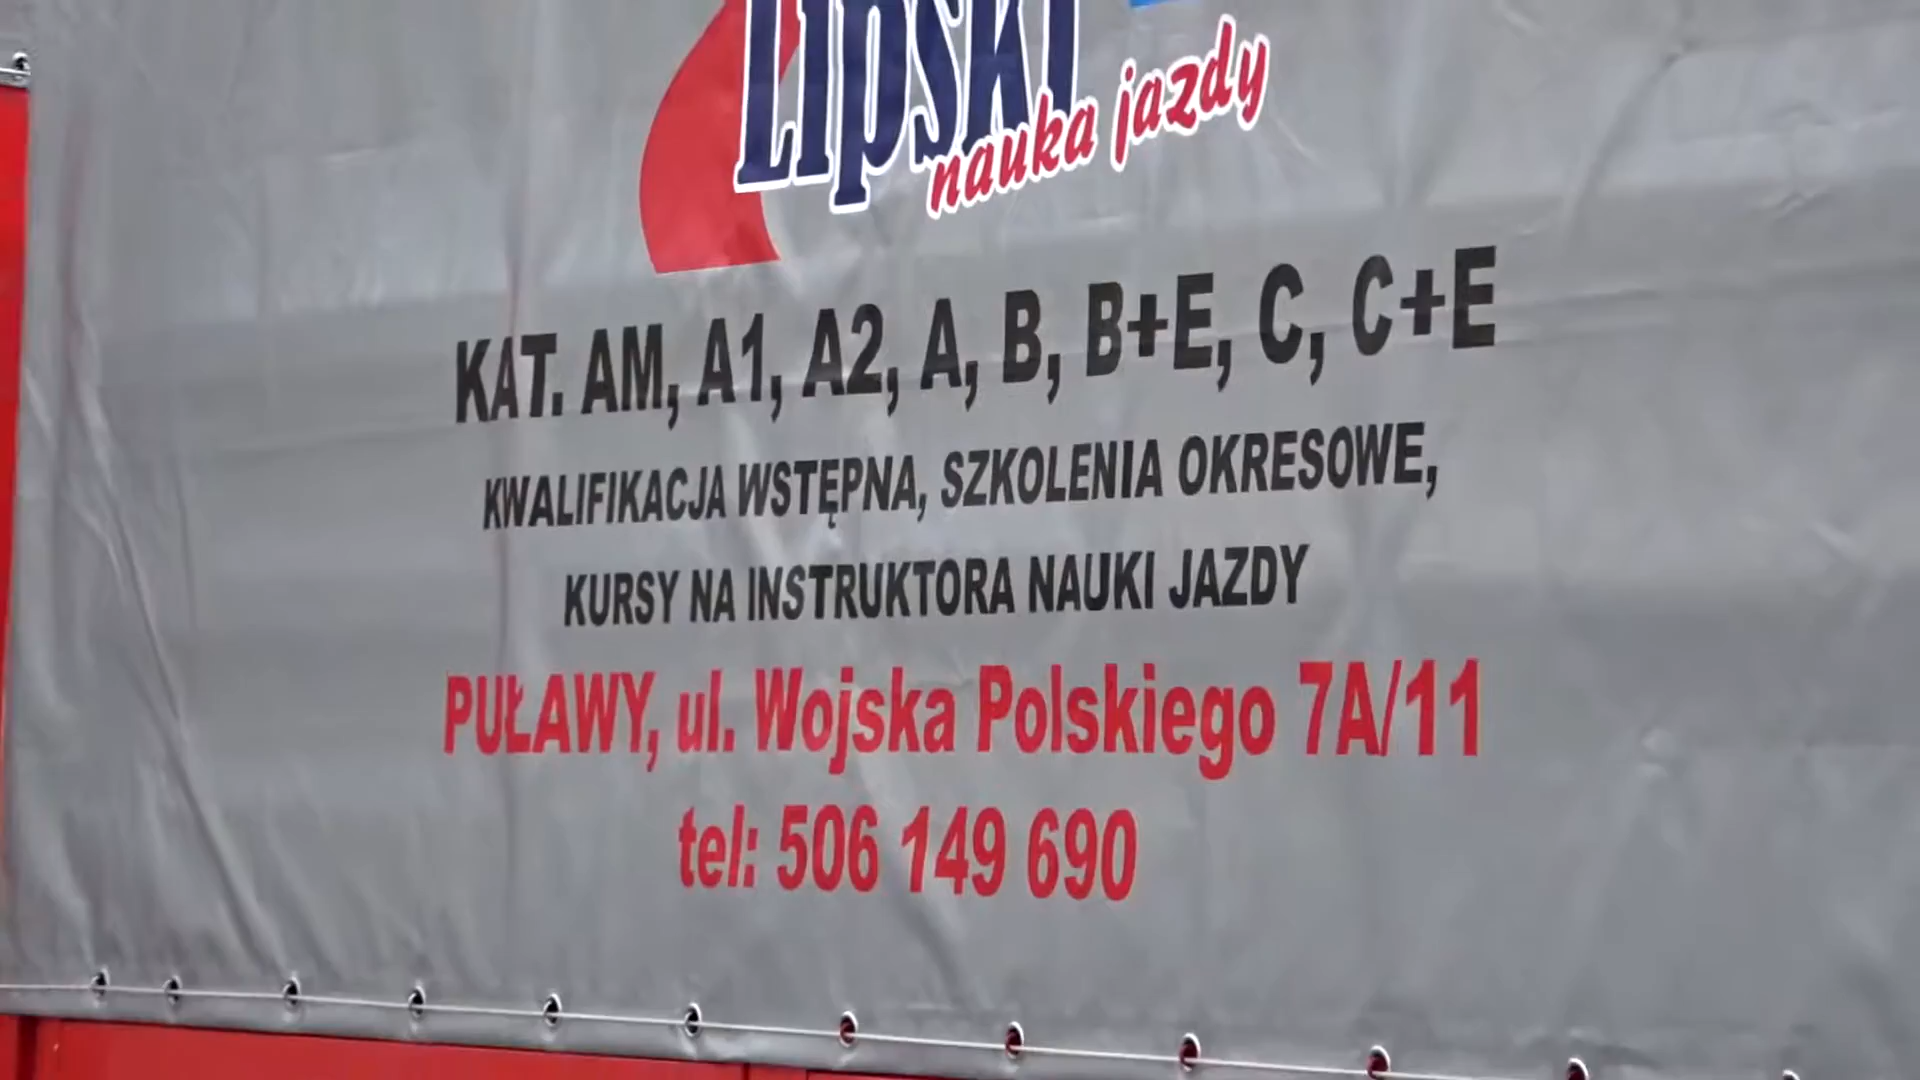 Lipski
nauka jazdy
KAT. AM, A1, A2, A, B, B+E, C, C+E
KWALIFIKACJA WSTĘPNA, SZKOLENIA OKRESOWE,
KURSY NA INSTRUKTORA NAUKI JAZDY
PUŁAWY, ul. Wojska Polskiego 7A/11
tel: 506 149 690